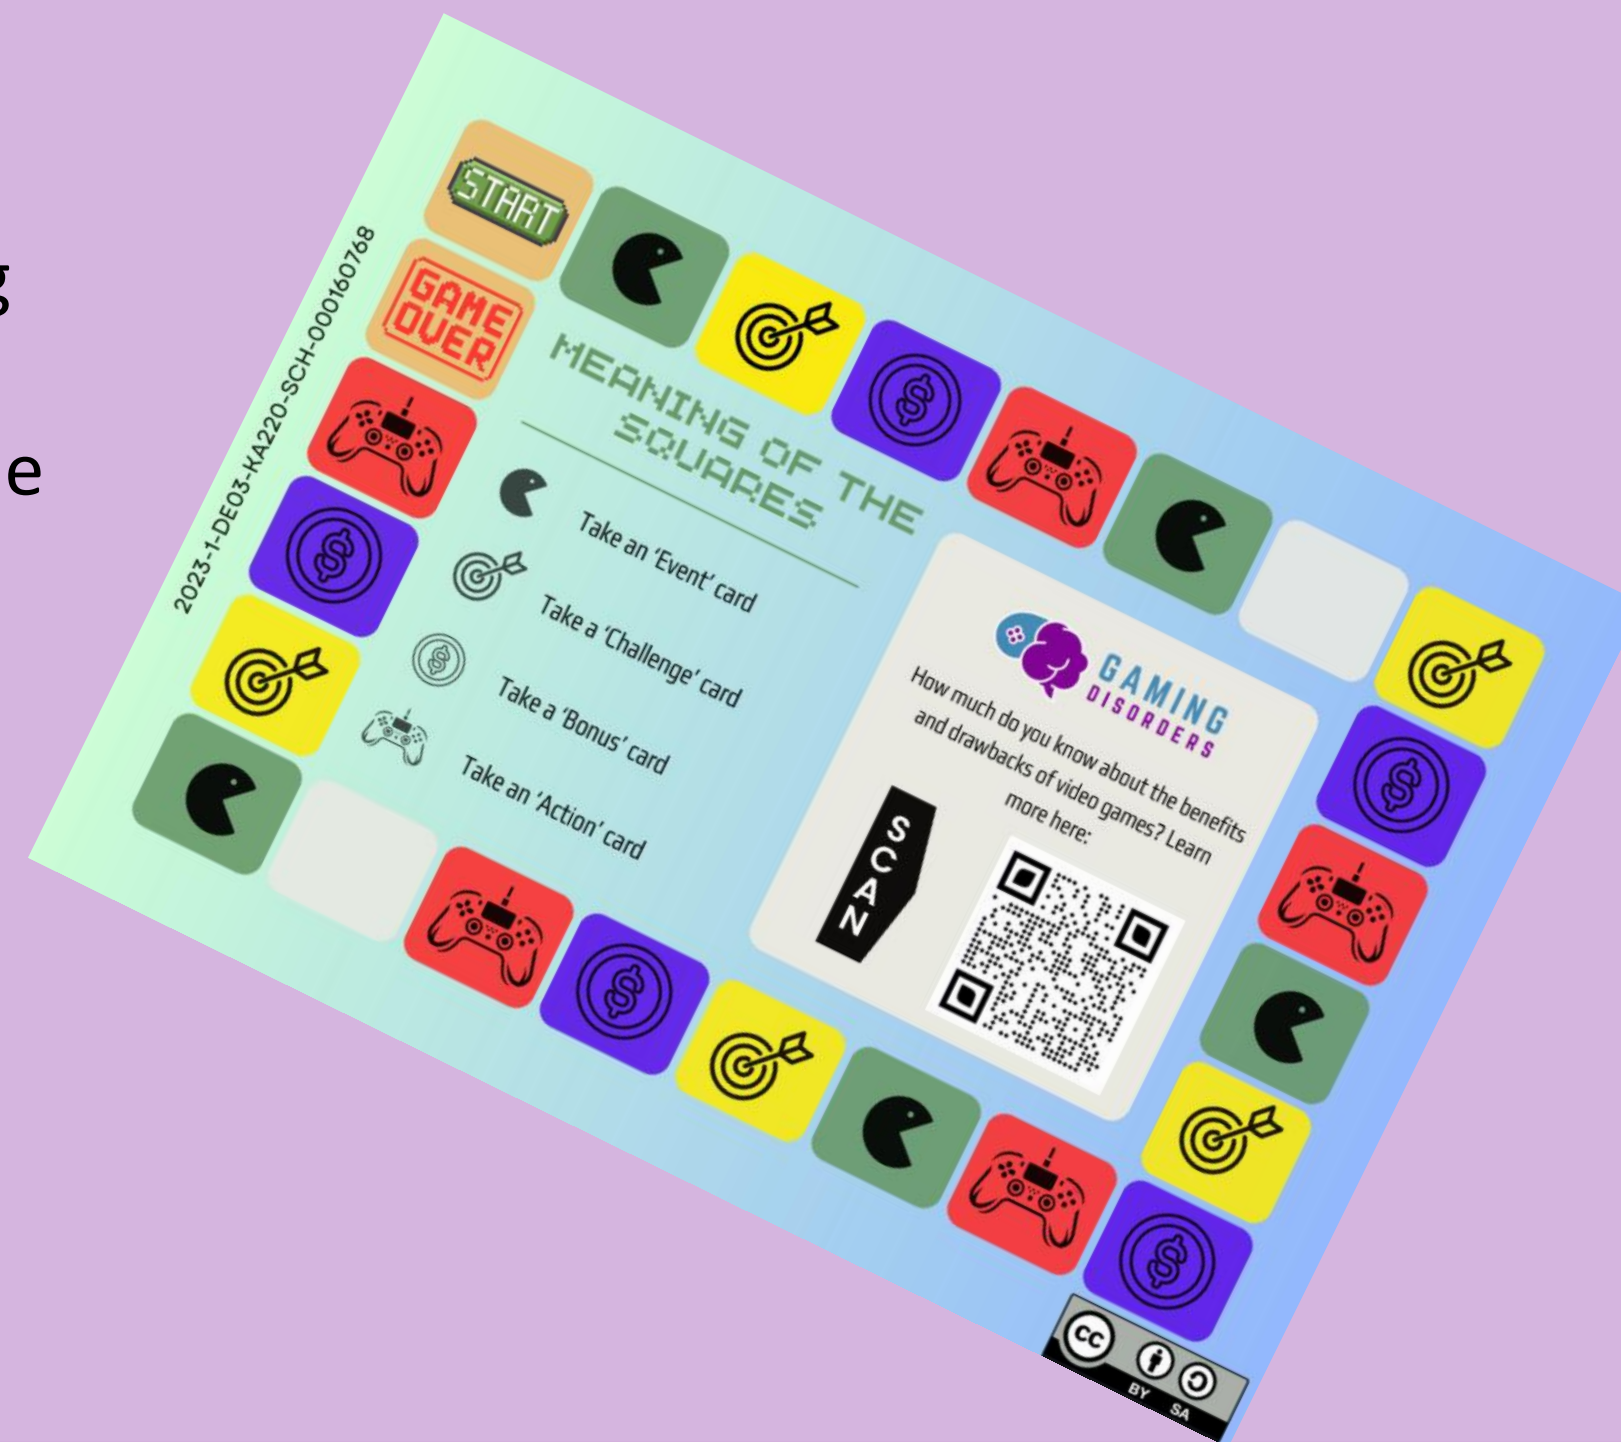 g
e
2023-1-DE03-KA220-SCH-000160768
START
GAME
OVER
MEANING OF THE
SQUARES
Take an ‘Event’ card
Take a ‘Challenge’ card
Take a ‘Bonus’ card
Take an ‘Action’ card
GAMING
DISORDERS
How much do you know about the benefits
and drawbacks of video games? Learn
more here:
SCAN
CC
BY SA